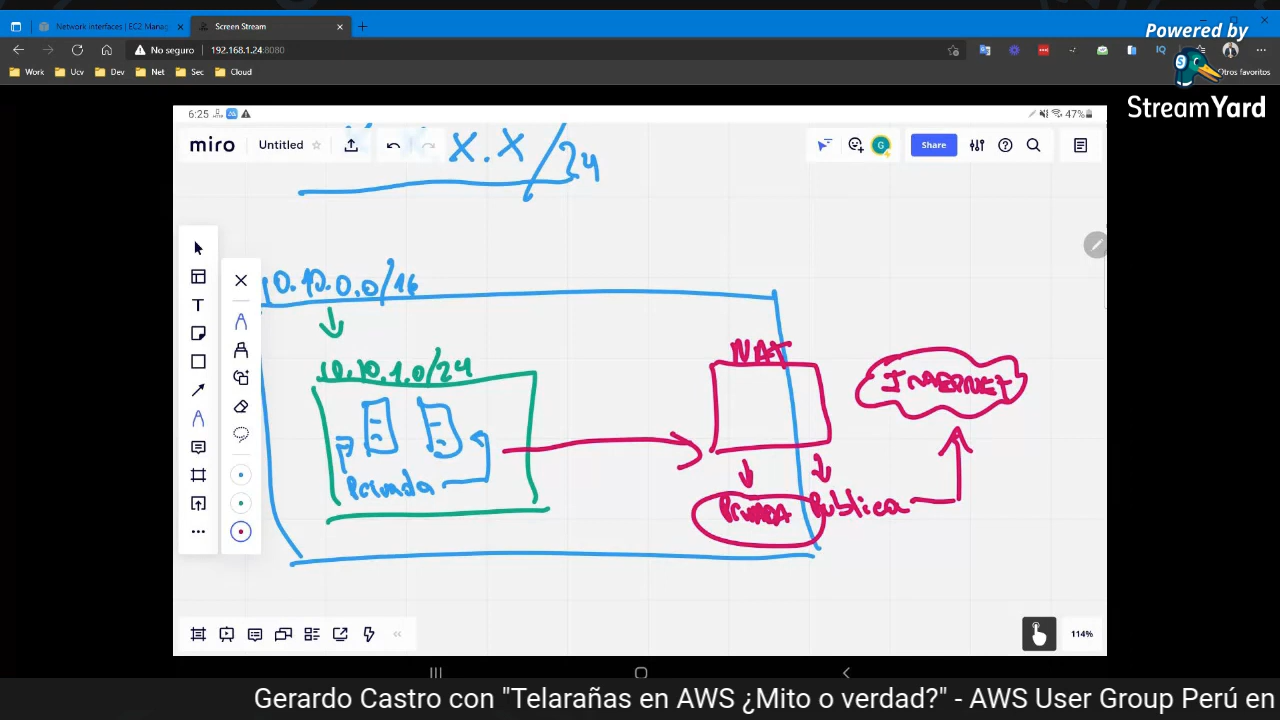 Network interfaces | EC2 Manag
Screen Stream
Powered by
StreamYard
No seguro
192.168.1.24:8080
IQ
Work
Ucv
Dev
Net
Sec
Cloud
Otros favoritos
6:25
47%
miro
Untitled
G
Share
X.X/24
10.10.0.0/16
10.10.1.0/24
Privada
NAT
INTERNET
PRIVADA
Publica
114%
Gerardo Castro con "Telarañas en AWS ¿Mito o verdad?" - AWS User Group Perú en